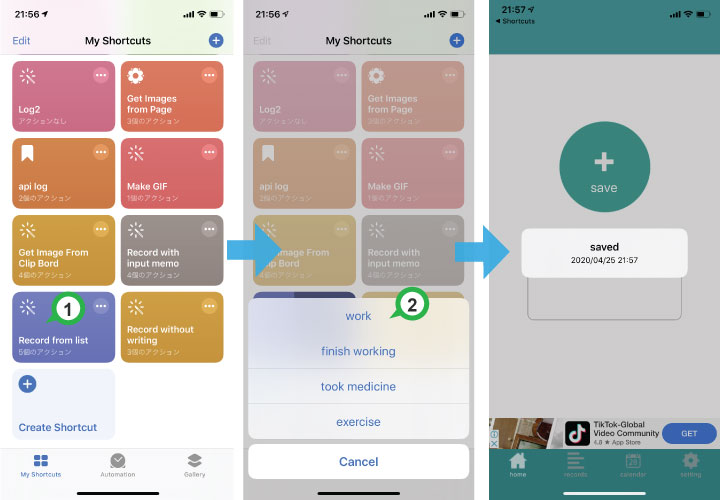 21:56
Edit
My Shortcuts
Log2
アクションなし
Get Images
from Page
3個のアクション
api log
2個のアクション
Make GIF
1個のアクション
Get Image From
Clip Bord
4個のアクション
Record with
input memo
4個のアクション
1
Record from list
5個のアクション
Record without
writing
3個のアクション
Create Shortcut
My Shortcuts
Automation
Gallery
21:56
Edit
My Shortcuts
Log2
アクションなし
Get Images
from Page
3個のアクション
api log
2個のアクション
Make GIF
1個のアクション
Image From
Bord
4個のアクション
Record with
input memo
4個のアクション
2
work
finish working
took medicine
exercise
Cancel
21:57
Shortcuts
save
saved
2020/04/25 21:57
TikTok-Global
Video Community
4.8 ★ App Store
GET
home
records
28
calendar
setting